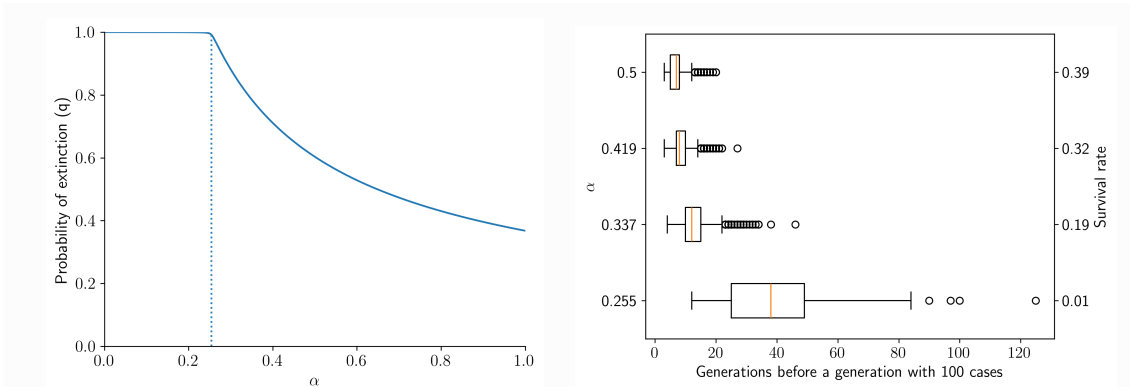 1.0
0.8
0.6
0.4
0.2
0.0
Probability of extinction (q)
0.0 0.2 0.4 0.6 0.8 1.0
α
0.5
0.419
0.337
0.255
α
0.39
0.32
0.19
0.01
Survival rate
0 20 40 60 80 100 120
Generations before a generation with 100 cases